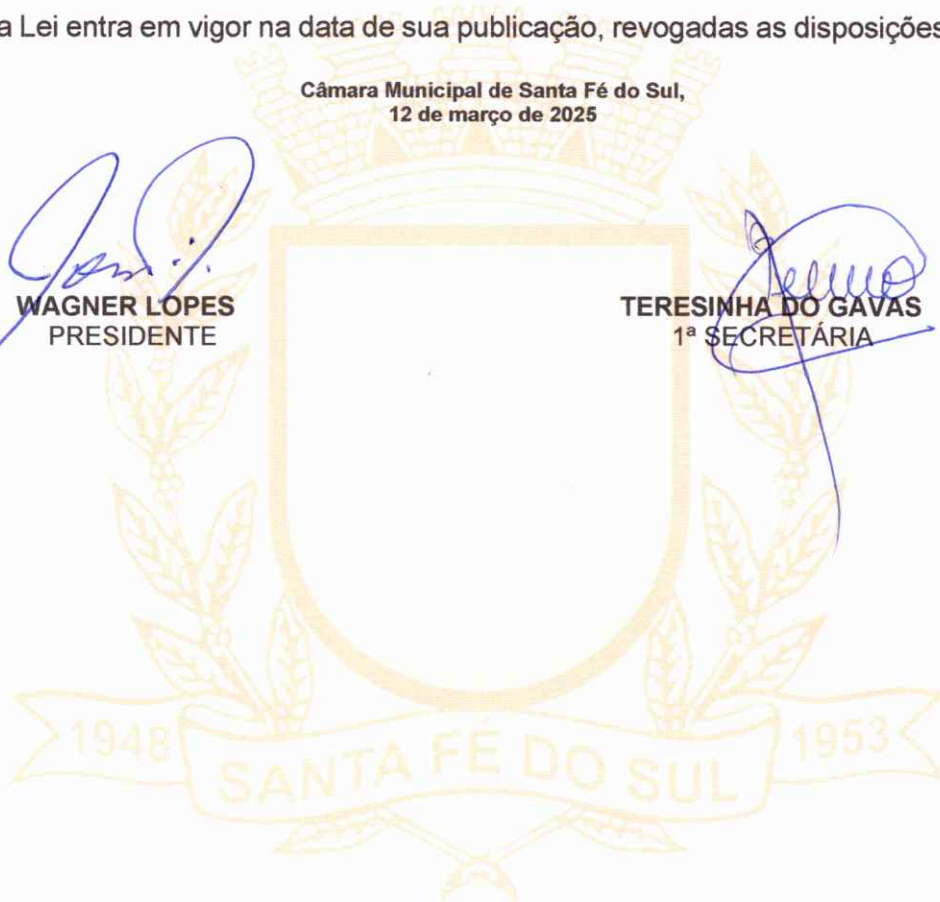 a Lei entra em vigor na data de sua publicação, revogadas as disposições
Câmara Municipal de Santa Fé do Sul,
12 de março de 2025
WAGNER LOPES
PRESIDENTE
TERESINHA DO GAVAS
1ª SECRETÁRIA
1948
SANTA FÉ DO SUL
1953